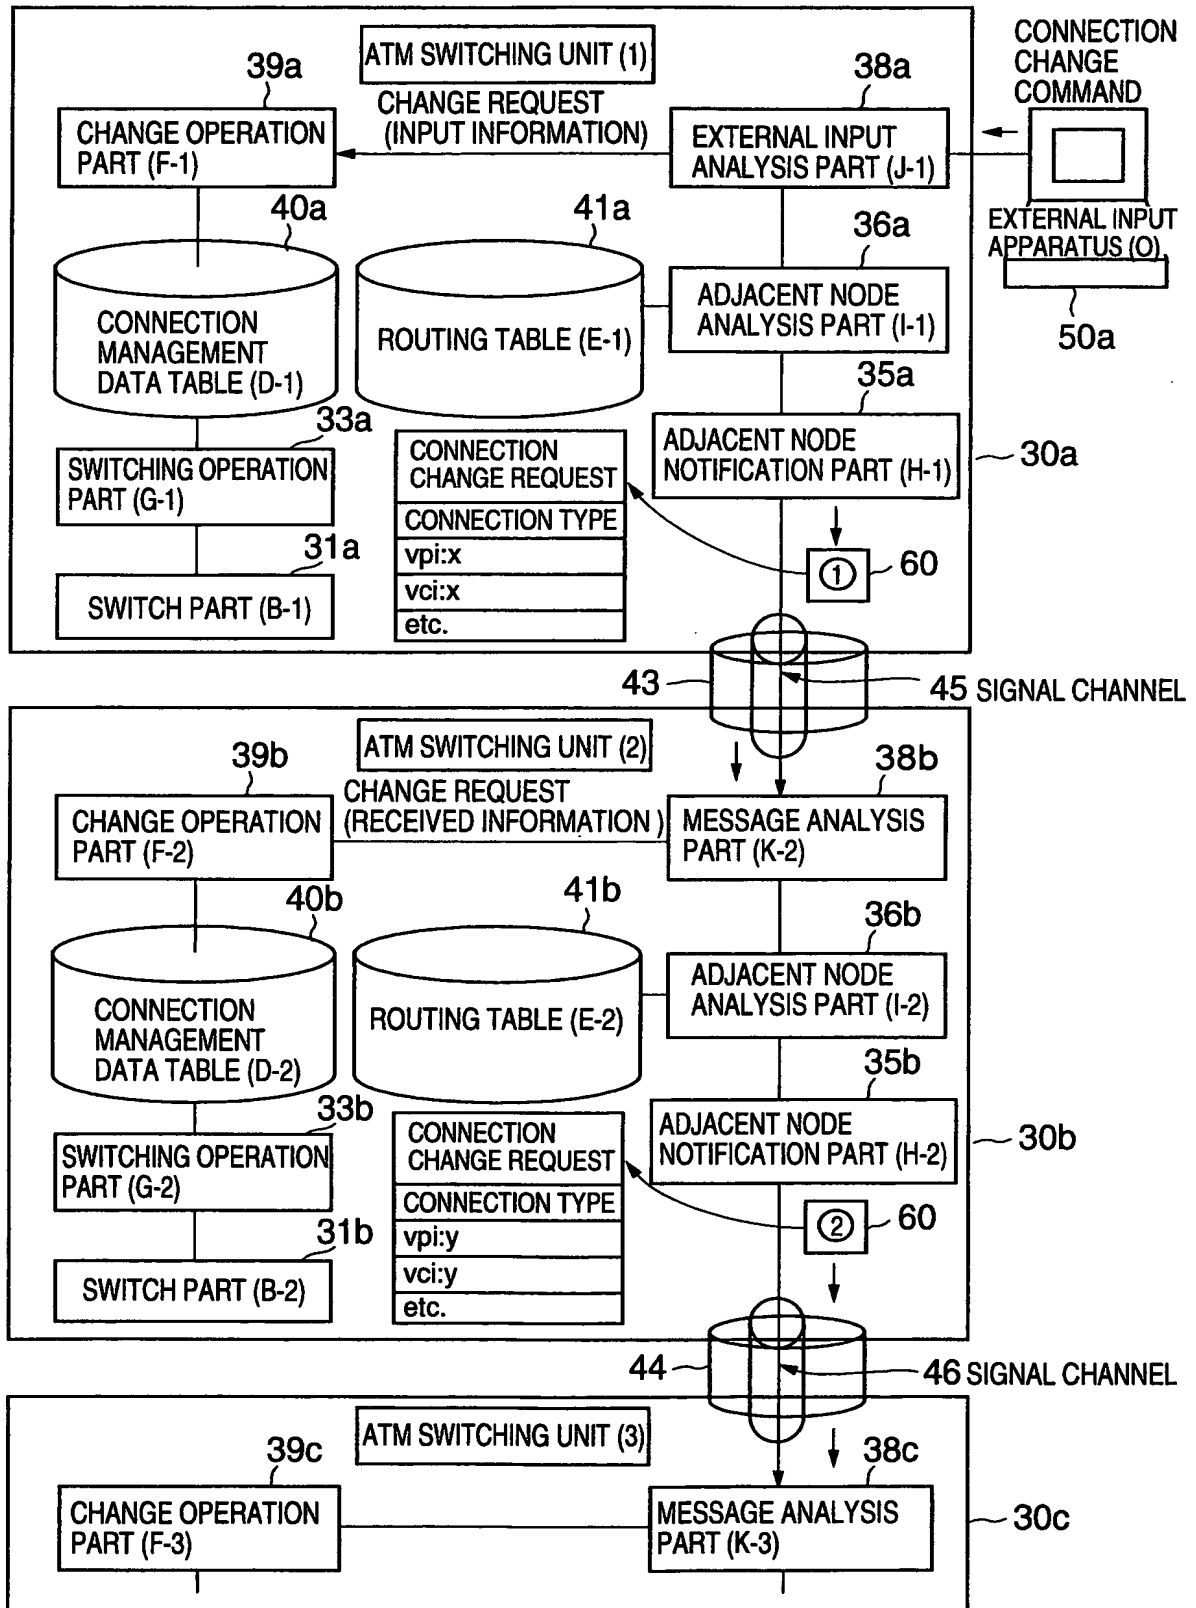 ATM SWITCHING UNIT (1)
CONNECTION
CHANGE
COMMAND
39a
CHANGE REQUEST
(INPUT INFORMATION)
38a
CHANGE OPERATION
PART (F-1)
EXTERNAL INPUT
ANALYSIS PART (J-1)
EXTERNAL INPUT
APPARATUS (O)
50a
40a
41a
36a
CONNECTION
MANAGEMENT
DATA TABLE (D-1)
ROUTING TABLE (E-1)
ADJACENT NODE
ANALYSIS PART (I-1)
33a
35a
SWITCHING OPERATION
PART (G-1)
CONNECTION
CHANGE REQUEST
CONNECTION TYPE
vpi:x
vci:x
etc.
ADJACENT NODE
NOTIFICATION PART (H-1)
30a
31a
SWITCH PART (B-1)
① 60
43
45 SIGNAL CHANNEL
ATM SWITCHING UNIT (2)
39b
CHANGE REQUEST
(RECEIVED INFORMATION )
38b
CHANGE OPERATION
PART (F-2)
MESSAGE ANALYSIS
PART (K-2)
40b
41b
36b
CONNECTION
MANAGEMENT
DATA TABLE (D-2)
ROUTING TABLE (E-2)
ADJACENT NODE
ANALYSIS PART (I-2)
33b
35b
SWITCHING OPERATION
PART (G-2)
CONNECTION
CHANGE REQUEST
CONNECTION TYPE
vpi:y
vci:y
etc.
ADJACENT NODE
NOTIFICATION PART (H-2)
30b
31b
SWITCH PART (B-2)
② 60
44
46 SIGNAL CHANNEL
ATM SWITCHING UNIT (3)
39c
38c
CHANGE OPERATION
PART (F-3)
MESSAGE ANALYSIS
PART (K-3)
30c